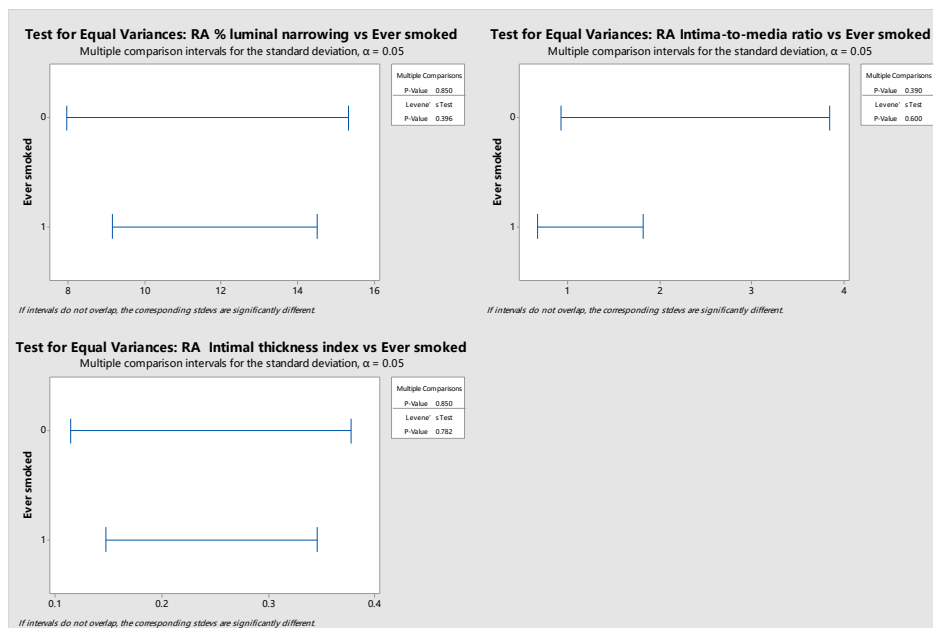 Test for Equal Variances: RA % luminal narrowing vs Ever smoked
Multiple comparison intervals for the standard deviation, α = 0.05
Multiple Comparisons
P-Value 0.850
Levene' s Test
P-Value 0.396
Ever smoked
0
1
8 10 12 14 16
If intervals do not overlap, the corresponding stdevs are significantly different.
Test for Equal Variances: RA Intima-to-media ratio vs Ever smoked
Multiple comparison intervals for the standard deviation, α = 0.05
Multiple Comparisons
P-Value 0.390
Levene' s Test
P-Value 0.600
Ever smoked
0
1
1 2 3 4
If intervals do not overlap, the corresponding stdevs are significantly different.
Test for Equal Variances: RA  Intimal thickness index vs Ever smoked
Multiple comparison intervals for the standard deviation, α = 0.05
Multiple Comparisons
P-Value 0.850
Levene' s Test
P-Value 0.782
Ever smoked
0
1
0.1 0.2 0.3 0.4
If intervals do not overlap, the corresponding stdevs are significantly different.